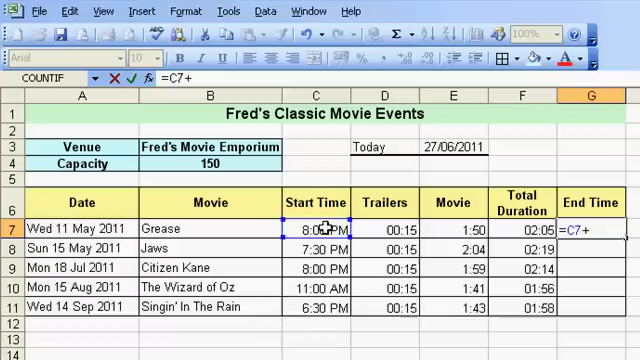 File Edit View Insert Format Tools Data Window Help
Σ 90%
Arial 10 B I U
COUNTIF =C7+
A B C D E F G
1 Fred's Classic Movie Events
2
3 Venue Fred's Movie Emporium Today 27/06/2011
4 Capacity 150
5
6 Date Movie Start Time Trailers Movie Total Duration End Time
7 Wed 11 May 2011 Grease 8:00 PM 00:15 1:50 02:05 =C7+
8 Sun 15 May 2011 Jaws 7:30 PM 00:15 2:04 02:19
9 Mon 18 Jul 2011 Citizen Kane 8:00 PM 00:15 1:59 02:14
10 Mon 15 Aug 2011 The Wizard of Oz 11:00 AM 00:15 1:41 01:56
11 Wed 14 Sep 2011 Singin' In The Rain 6:30 PM 00:15 1:43 01:58
12
13
14